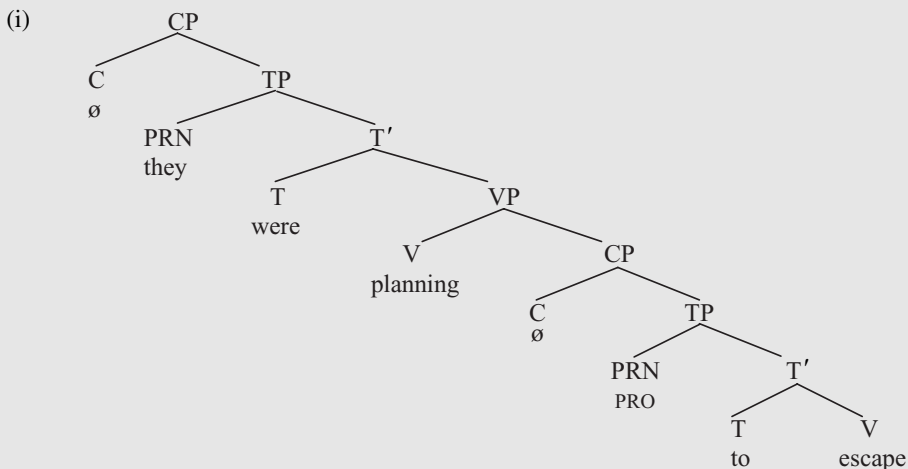 (i)
CP
C TP
ø
PRN T′
they
T VP
were
V CP
planning
C TP
ø
PRN T′
PRO
T V
to escape